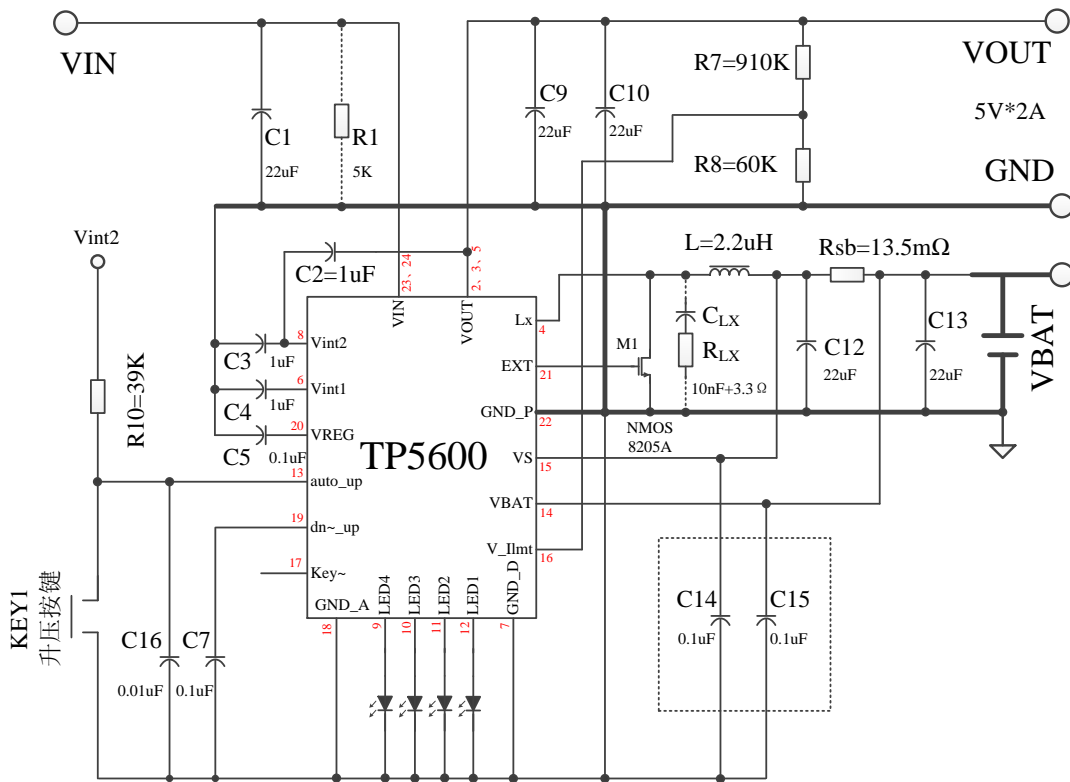 VIN
VOUT
5V*2A
GND
C1
22uF
R1
5K
C9
22uF
C10
22uF
R7=910K
R8=60K
Vint2
R10=39K
C2=1uF
23、24
2、3、5
VIN
VOUT
L=2.2uH
Rsb=13.5mΩ
C3
1uF
8
Vint2
C4
1uF
6
Vint1
C5
0.1uF
20
VREG
13
auto_up
19
dn~_up
17
Key~
TP5600
Lx
4
EXT
21
GND_P
22
VS
15
VBAT
14
V_Ilmt
16
GND_A
18
LED4
9
LED3
10
LED2
11
LED1
12
GND_D
7
M1
NMOS
8205A
CLX
RLX
10nF+3.3 Ω
C12
22uF
C13
22uF
VBAT
C14
0.1uF
C15
0.1uF
KEY1
升压按键
C16
0.01uF
C7
0.1uF